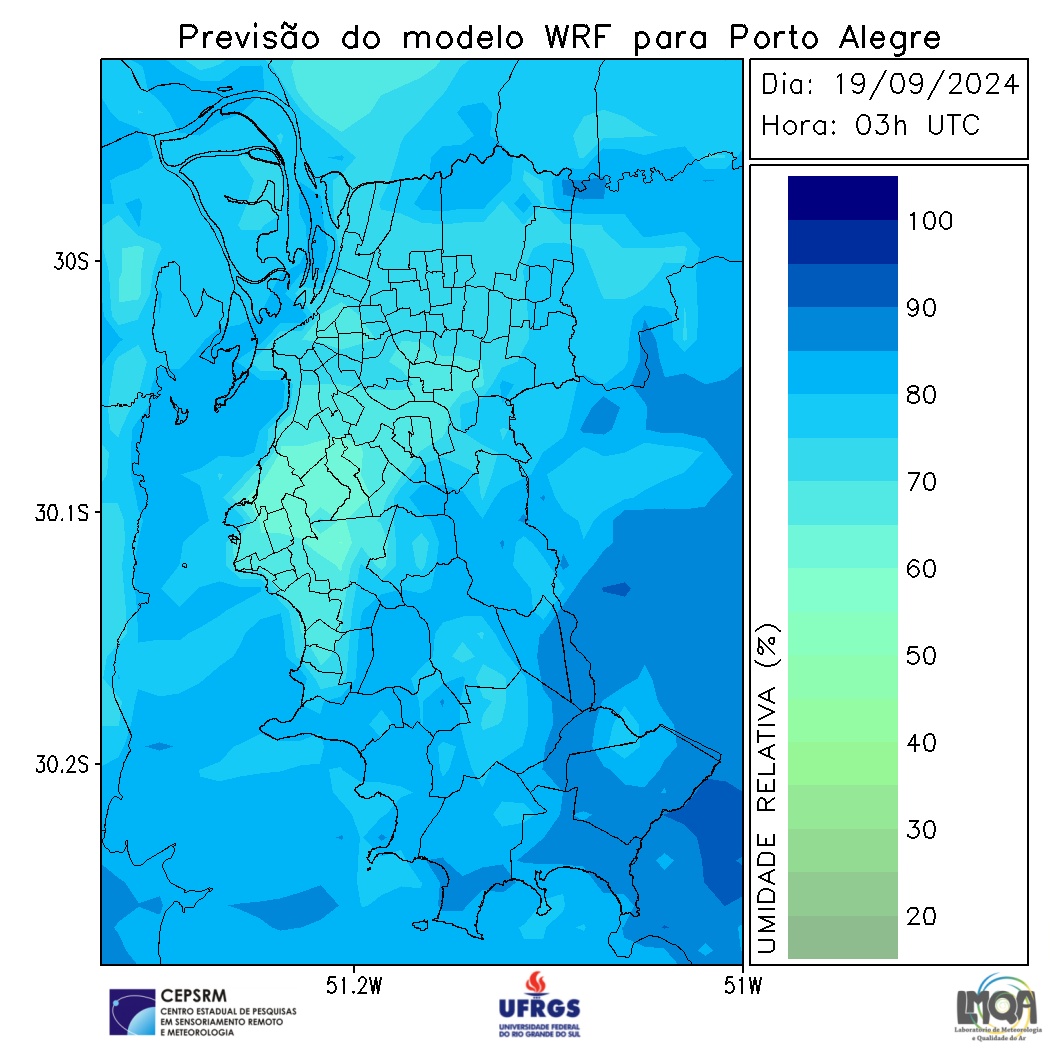 Previsão do modelo WRF para Porto Alegre
Dia: 19/09/2024
Hora: 03h UTC
30S
30.1S
30.2S
51.2W
51W
100
90
80
70
60
50
40
30
20
UMIDADE RELATIVA (%)
CEPSRM
CENTRO ESTADUAL DE PESQUISAS
EM SENSORIAMENTO REMOTO
E METEOROLOGIA
UFRGS
UNIVERSIDADE FEDERAL
DO RIO GRANDE DO SUL
LMQA
Laboratório de Meteorologia
e Qualidade do Ar